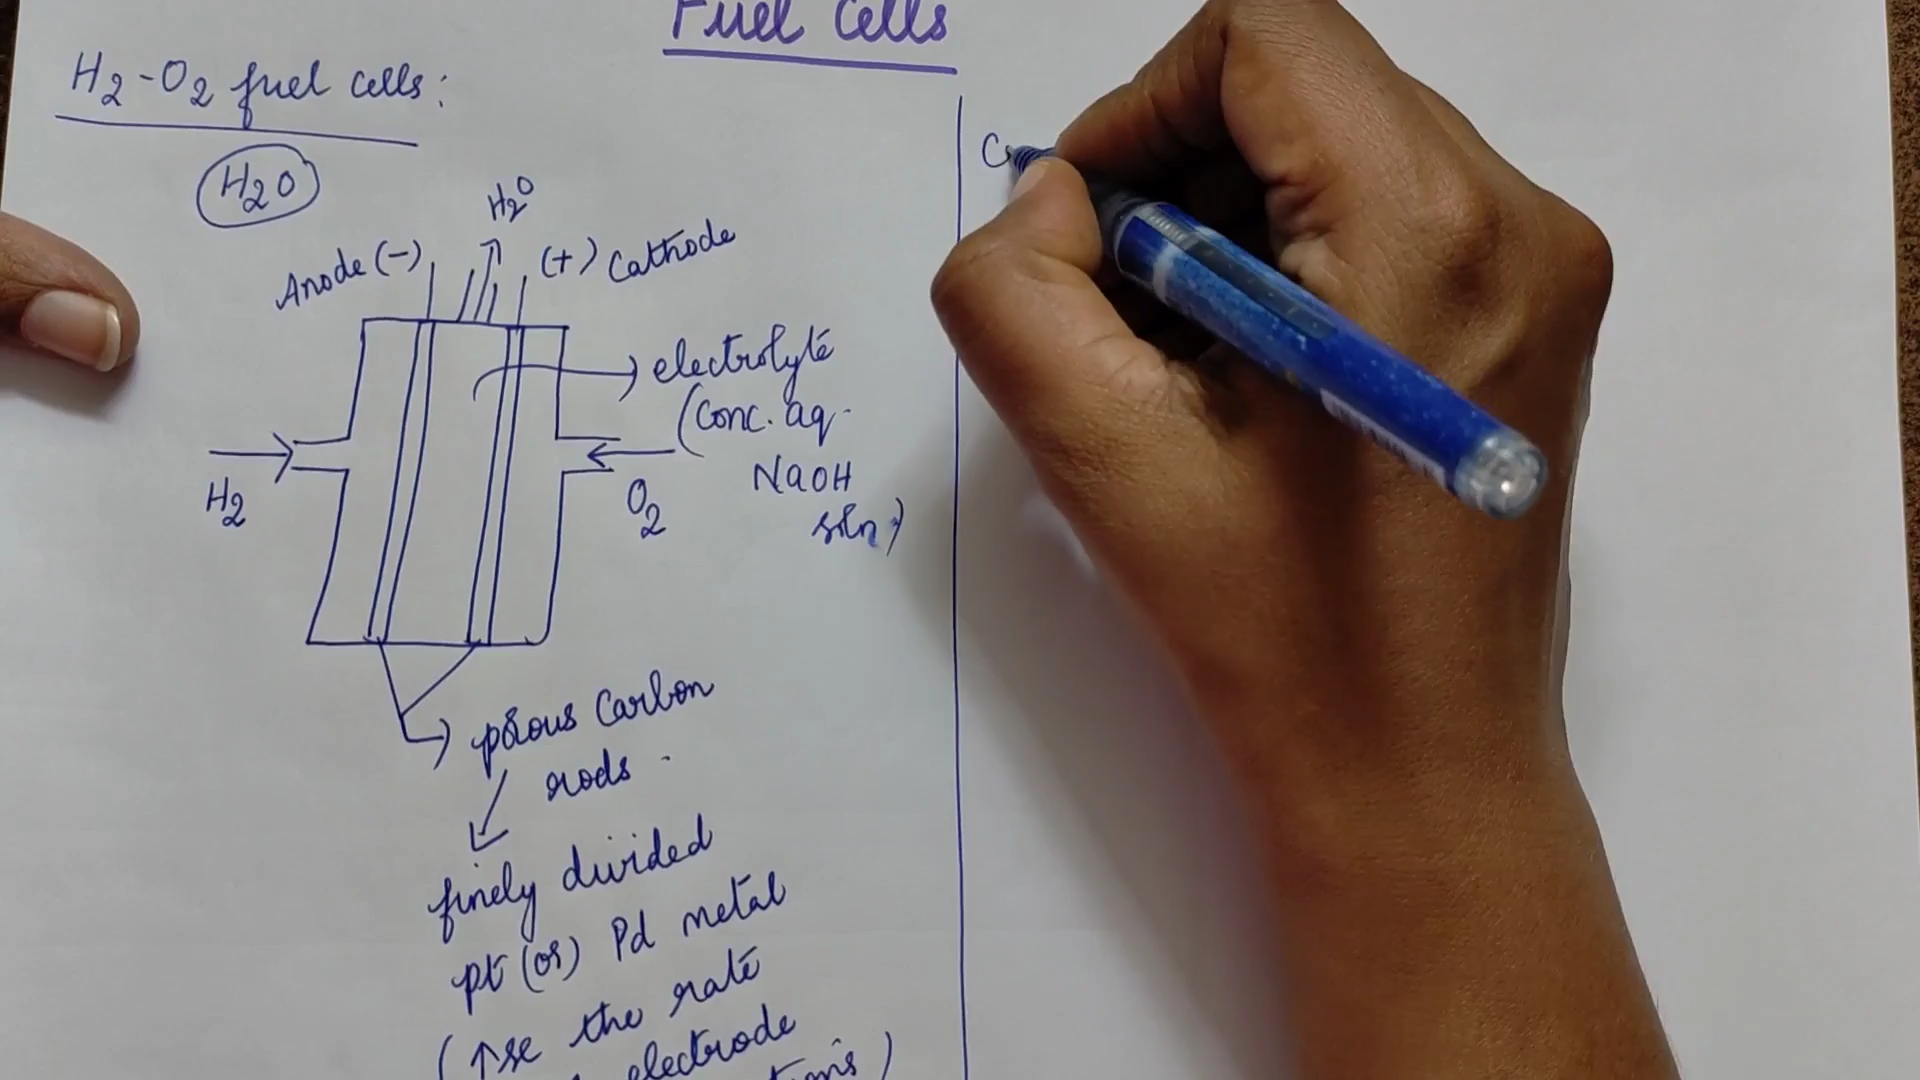 Fuel Cells
H2-O2 fuel cells:
H2O
H2O
Anode (-)
(+) Cathode
electrolyte
(Conc. aq.
NaOH
soln)
H2
O2
porous Carbon
rods.
finely divided
pt (or) Pd metal
(↑se the rate
electrode
C